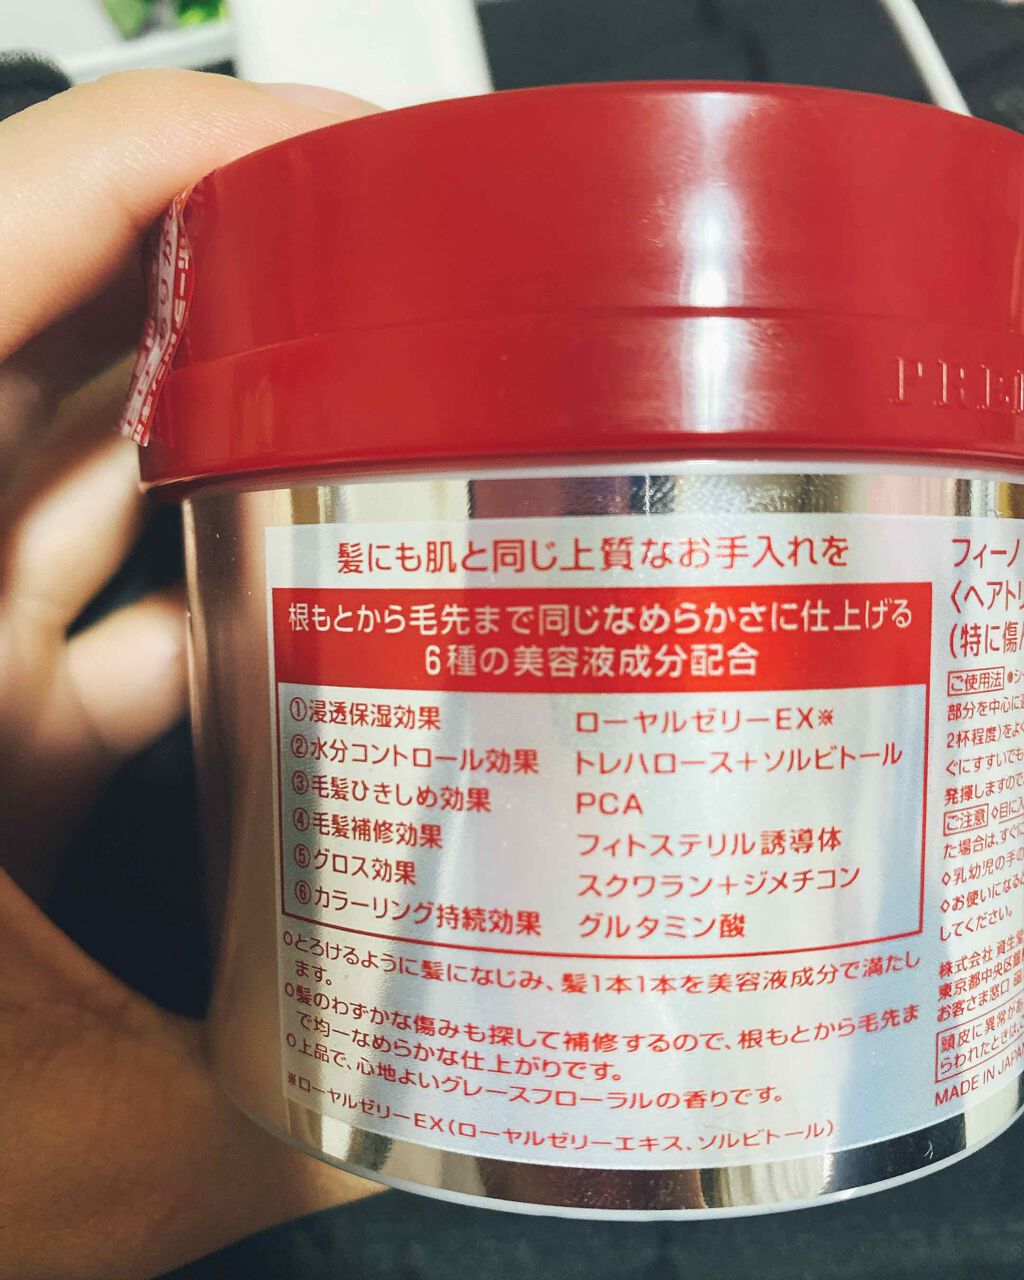 PREM
髪にも肌と同じ上質なお手入れを
根もとから毛先まで同じなめらかさに仕上げる
6種の美容液成分配合
①浸透保湿効果 ローヤルゼリーEX※
②水分コントロール効果 トレハロース+ソルビトール
③毛髪ひきしめ効果 PCA
④毛髪補修効果 フィトステリル誘導体
⑤グロス効果 スクワラン+ジメチコン
⑥カラーリング持続効果 グルタミン酸
○とろけるように髪になじみ、髪1本1本を美容液成分で満たし
ます。
○髪のわずかな傷みも探して補修するので、根もとから毛先ま
で均一なめらかな仕上がりです。
○上品で、心地よいグレースフローラルの香りです。
※ローヤルゼリーEX(ローヤルゼリーエキス、ソルビトール)
フィーノ
〈ヘアトリ
(特に傷
ご使用法 ●シ
部分を中心に
2杯程度)をよく
ぐにすすいでも
発揮しますので
ご注意 ◇目に入
た場合は、すぐに
◇乳幼児の手の
◇お使いになると
してください。
株式会社 資生堂
東京都中央区銀
お客さま窓口
頭皮に異常があ
らわれたときは、
MADE IN JAPAN